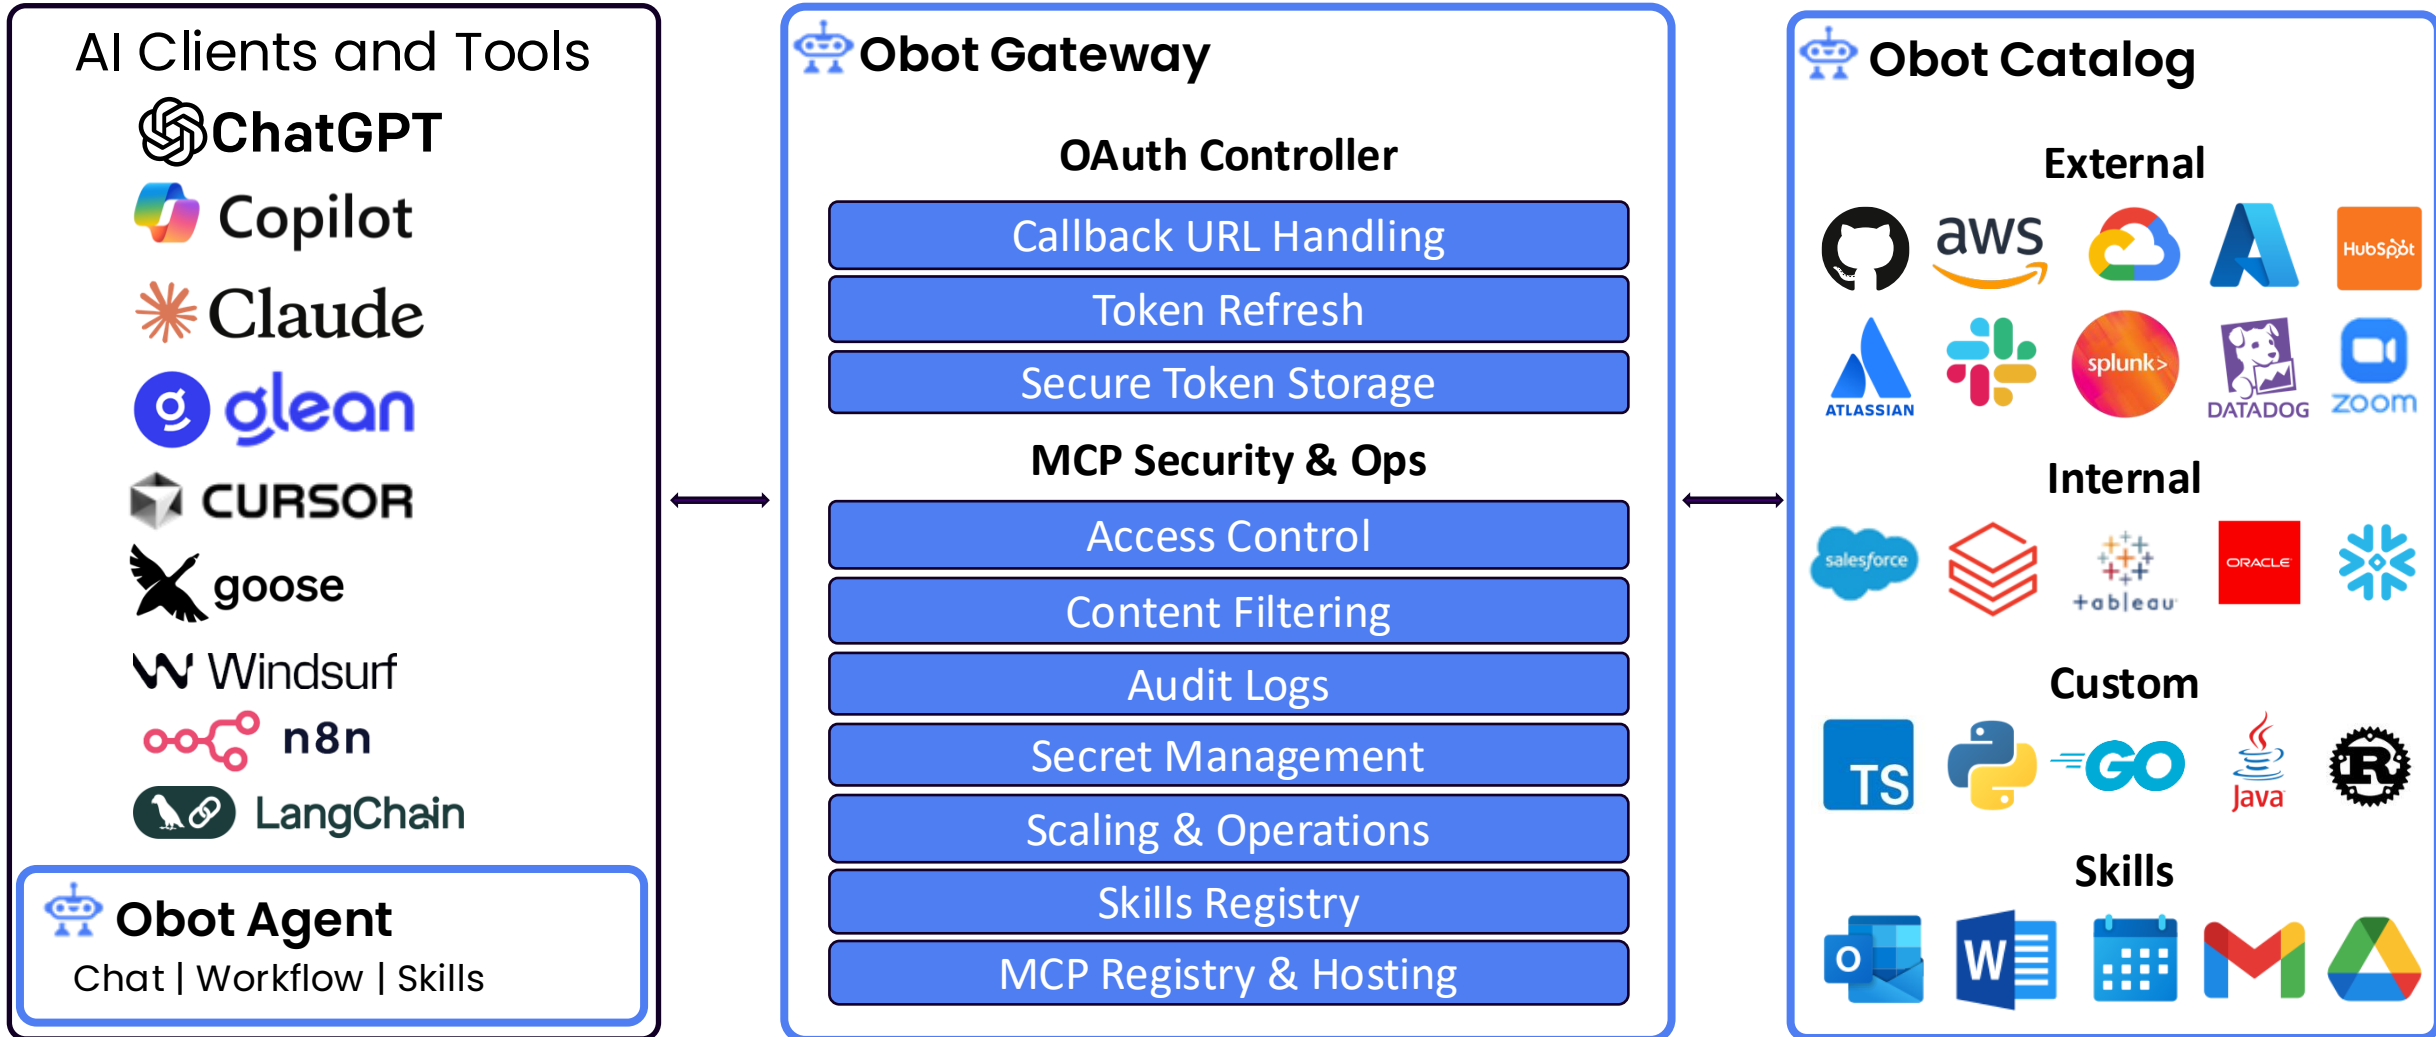 AI Clients and Tools
ChatGPT
Copilot
Claude
glean
CURSOR
goose
Windsurf
n8n
LangChain
Obot Agent
Chat | Workflow | Skills
Obot Gateway
OAuth Controller
Callback URL Handling
Token Refresh
Secure Token Storage
MCP Security & Ops
Access Control
Content Filtering
Audit Logs
Secret Management
Scaling & Operations
Skills Registry
MCP Registry & Hosting
Obot Catalog
External
aws
HubSpot
ATLASSIAN
splunk>
DATADOG
zoom
Internal
salesforce
+ableau
ORACLE
Custom
TS
GO
Java
R
Skills
O
W